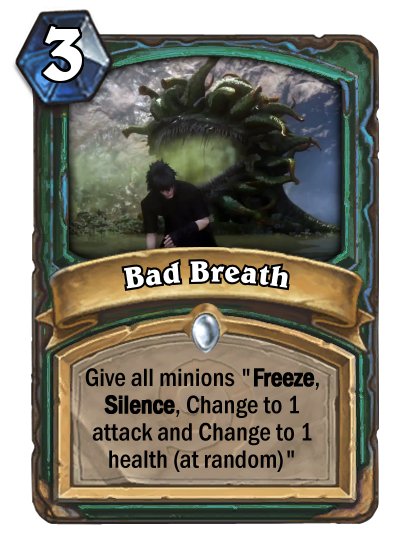 3
Bad Breath
Give all minions "Freeze,
Silence, Change to 1
attack and Change to 1
health (at random)"